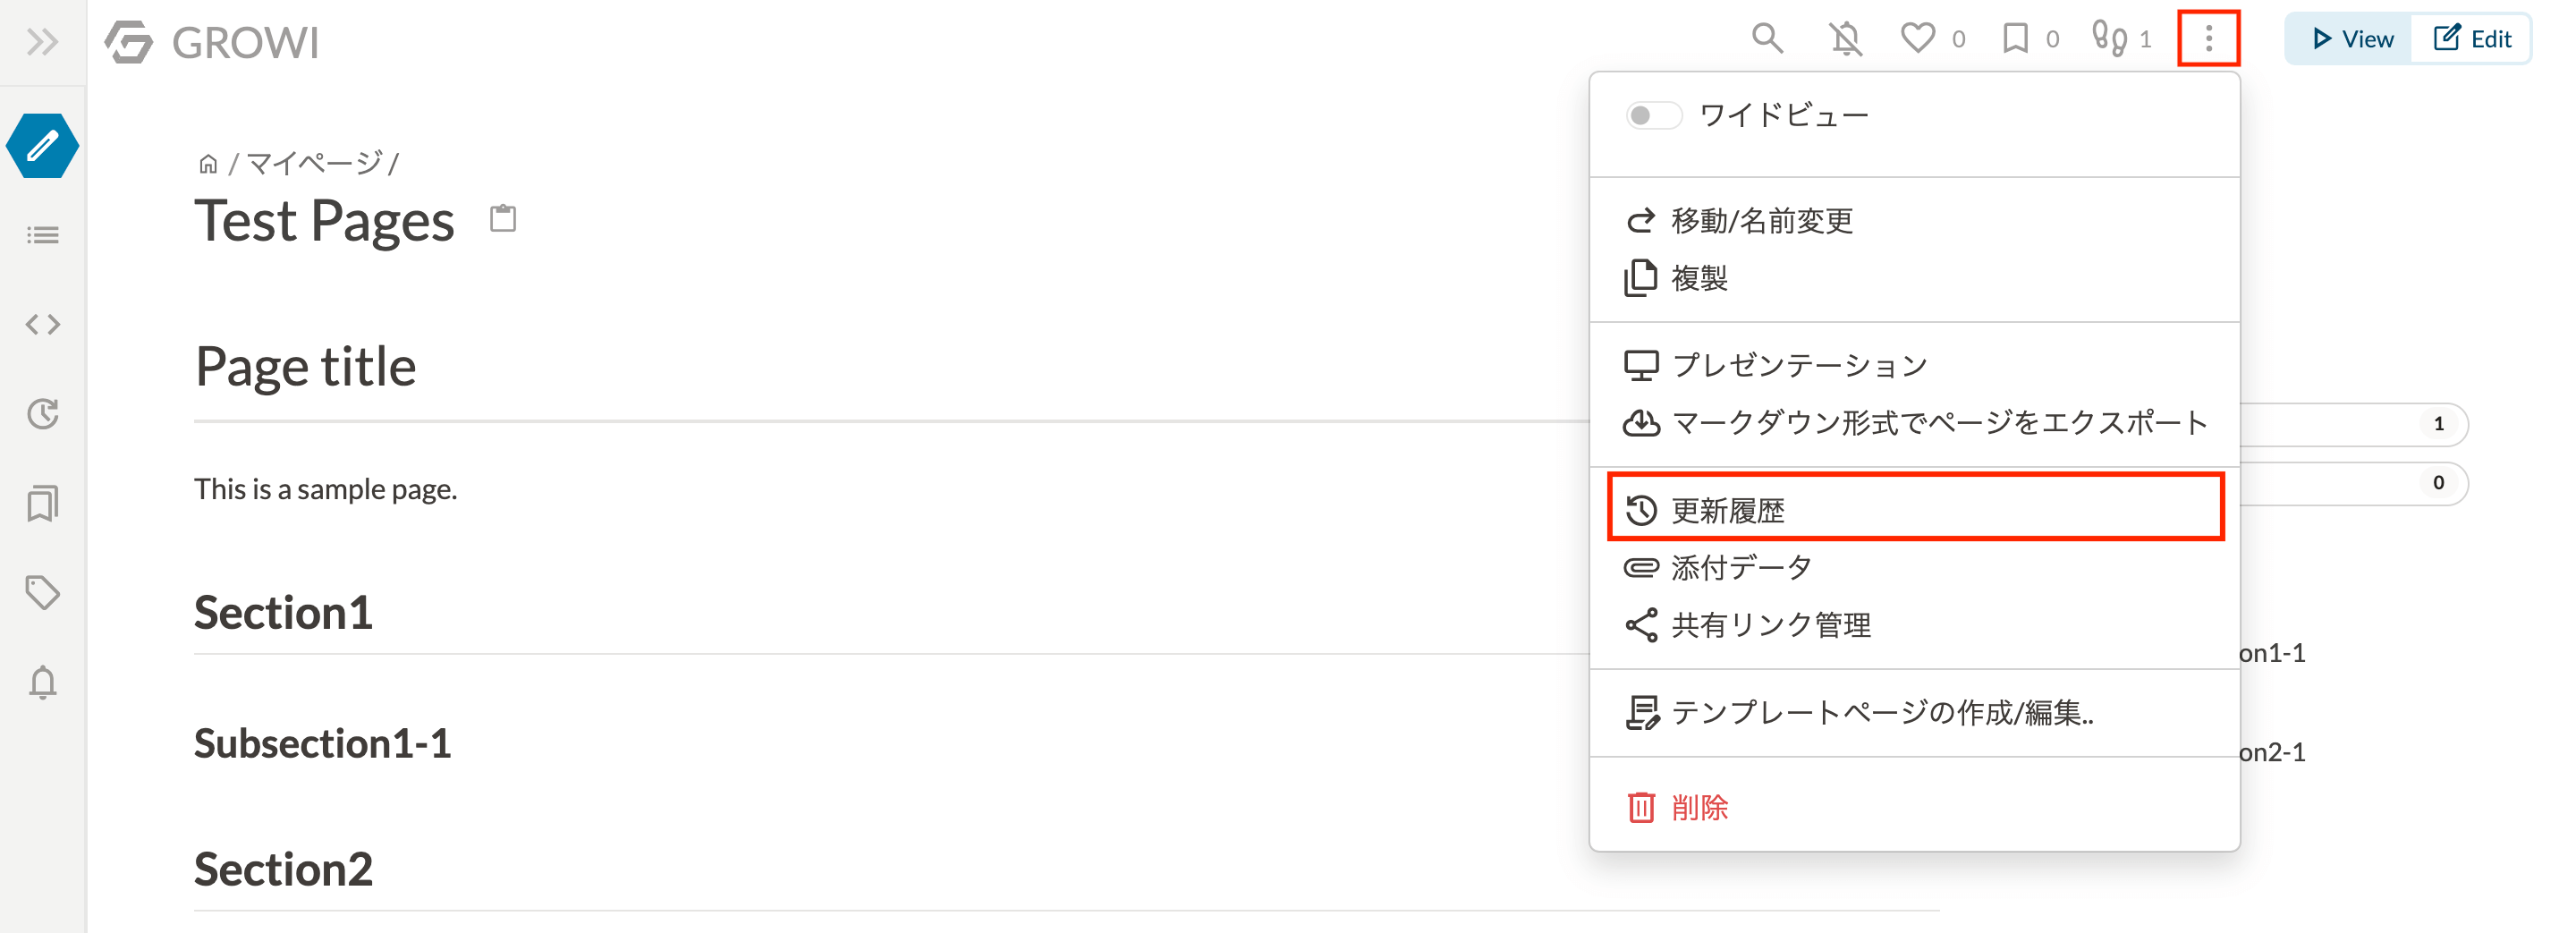 GROWI
0
0
1
View
Edit
ワイドビュー
/ マイページ /
Test Pages
移動/名前変更
複製
Page title
プレゼンテーション
マークダウン形式でページをエクスポート
1
This is a sample page.
0
更新履歴
添付データ
Section1
共有リンク管理
on1-1
テンプレートページの作成/編集..
Subsection1-1
on2-1
削除
Section2